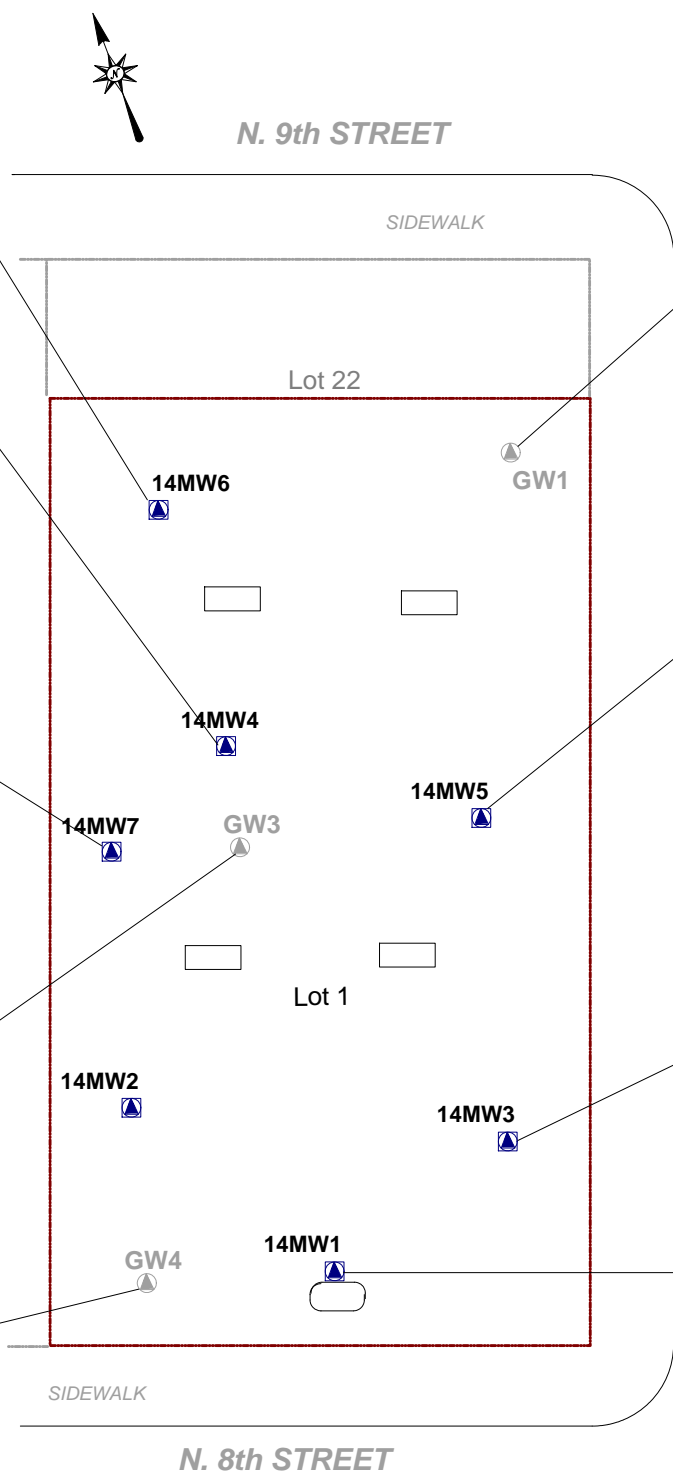 N
N. 9th STREET
SIDEWALK
Lot 22
GW1
14MW6
14MW4
14MW5
14MW7
GW3
Lot 1
14MW2
14MW3
14MW1
GW4
SIDEWALK
N. 8th STREET